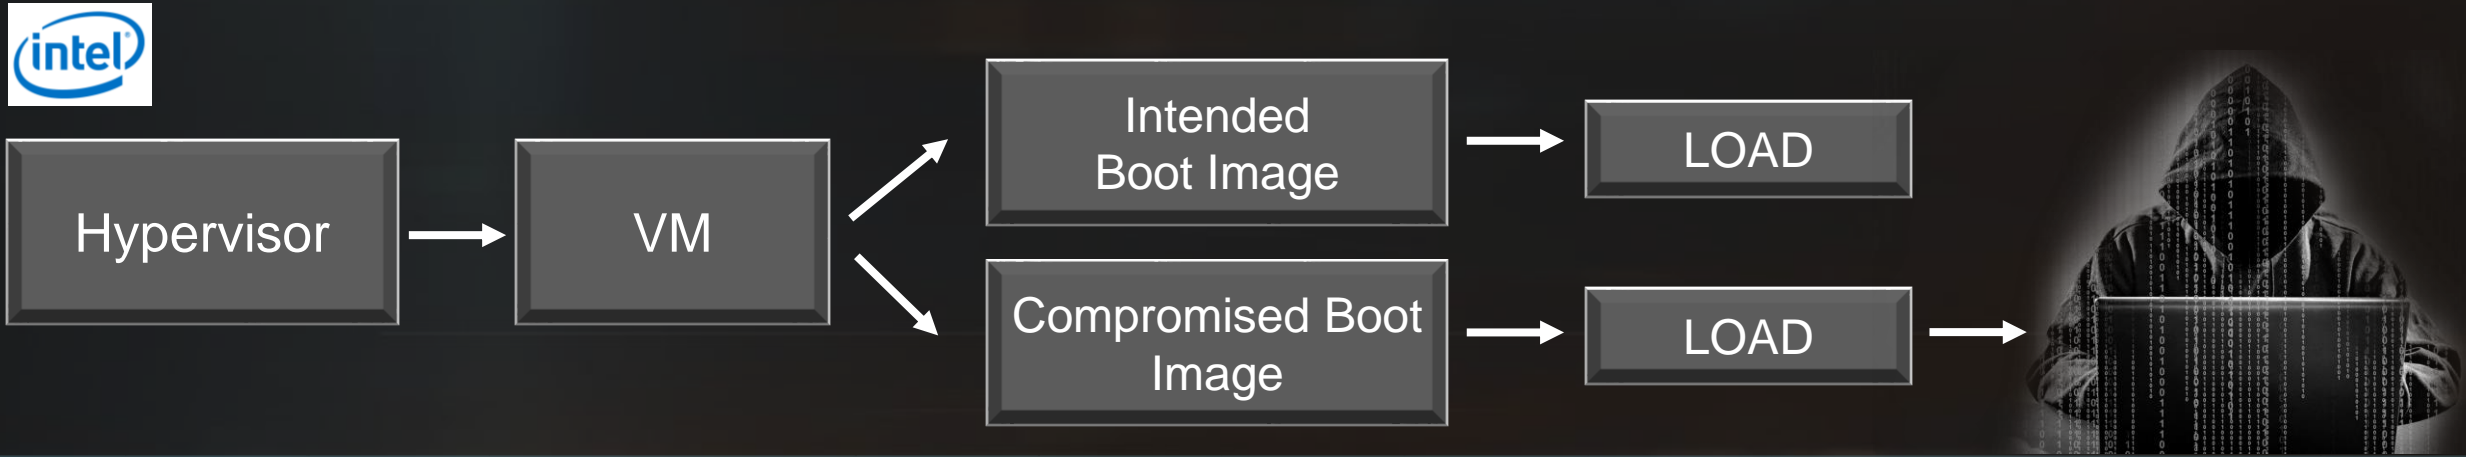 intel
Hypervisor
VM
Intended
Boot Image
LOAD
Compromised Boot
Image
LOAD